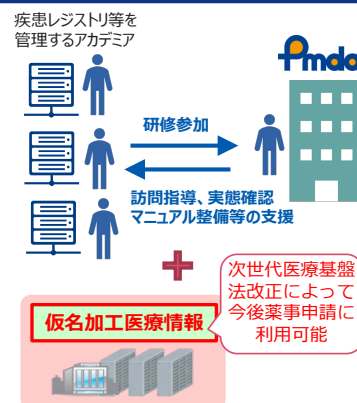 疾患レジストリ等を
管理するアカデミア
Pmda
研修参加
訪問指導、実態確認
マニュアル整備等の支援
次世代医療基盤
法改正によって
今後薬事申請に
利用可能
仮名加工医療情報